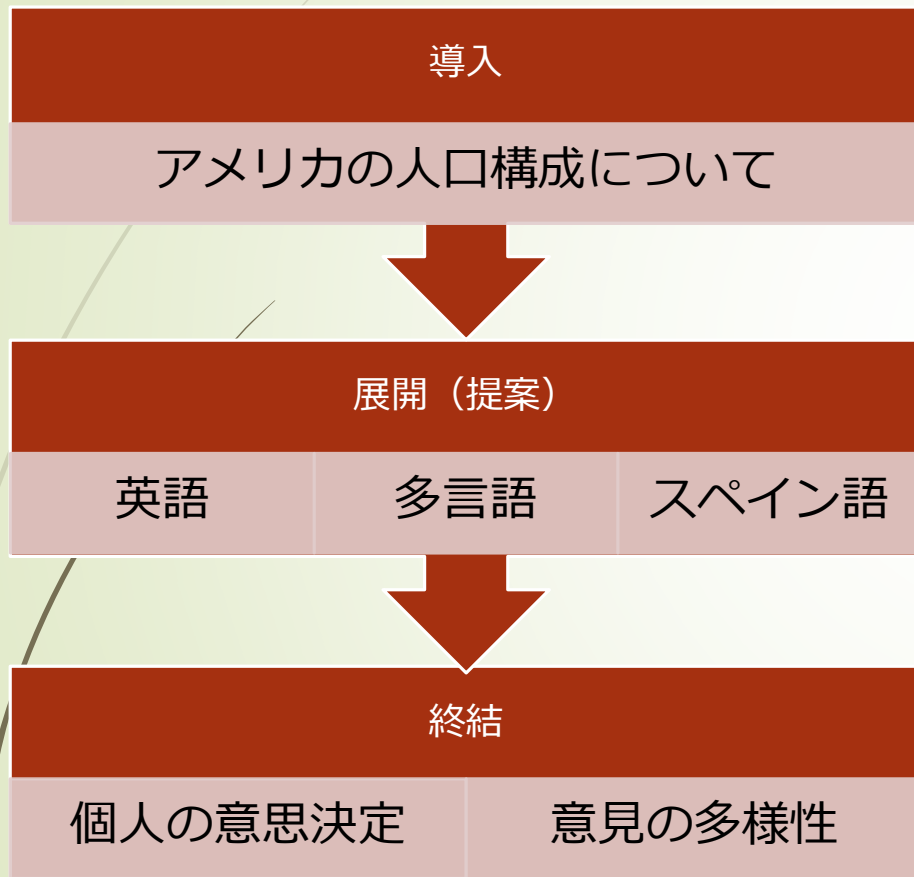 導入
アメリカの人口構成について
展開（提案）
英語 多言語 スペイン語
終結
個人の意思決定 意見の多様性